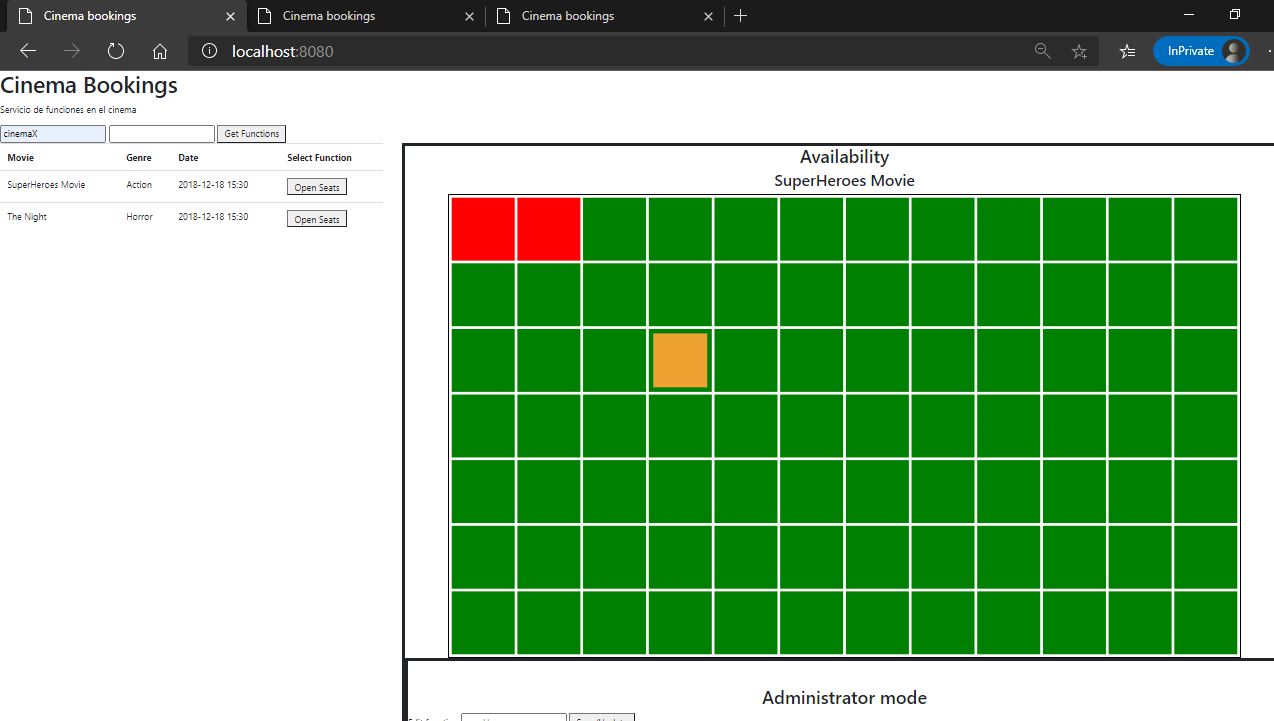 Cinema bookings
Cinema bookings
Cinema bookings
localhost:8080
InPrivate
Cinema Bookings
Servicio de funciones en el cinema
cinemaX
Get Functions
Movie Genre Date Select Function
SuperHeroes Movie Action 2018-12-18 15:30 Open Seats
The Night Horror 2018-12-18 15:30 Open Seats
Availability
SuperHeroes Movie
Administrator mode